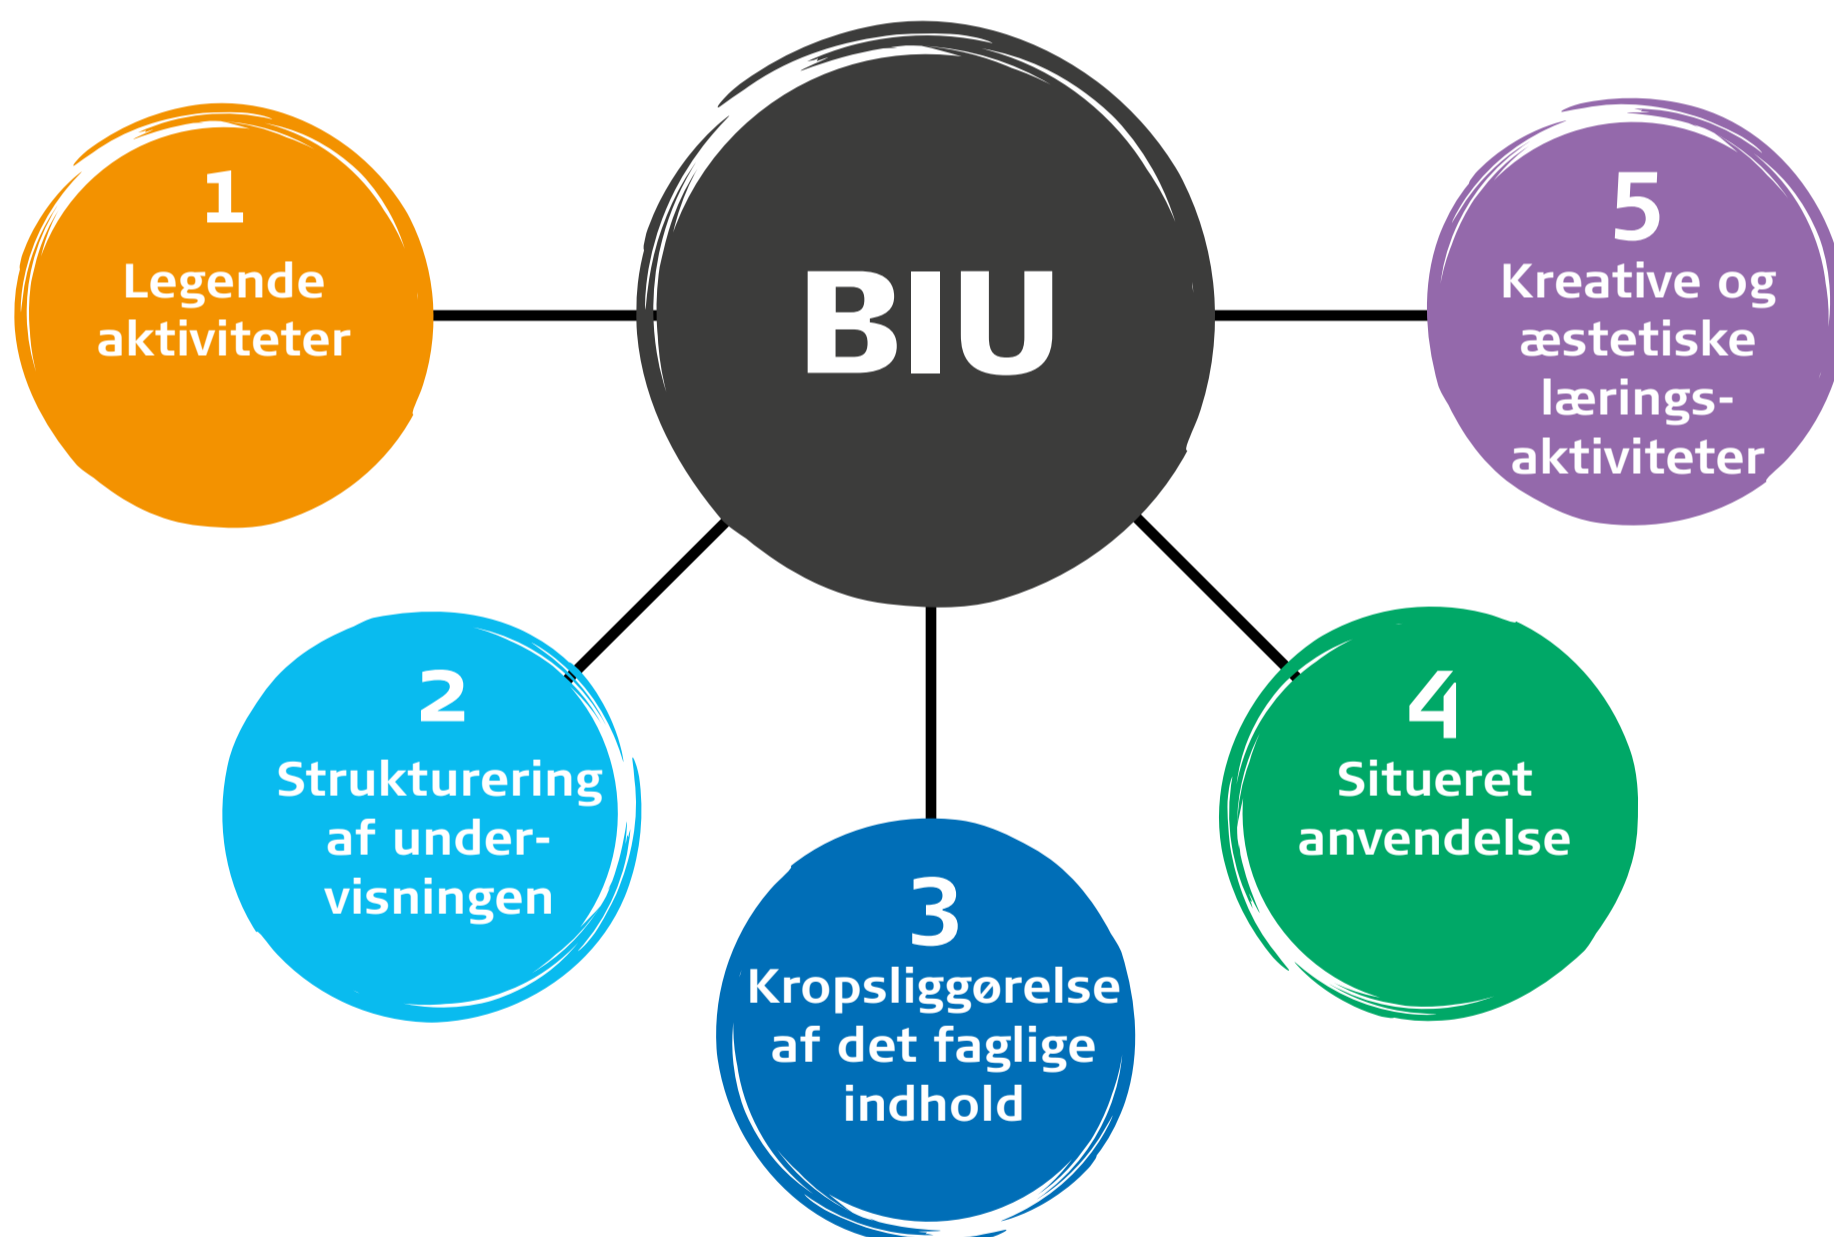 BIU
1
Legende
aktiviteter
2
Strukturering
af under-
visningen
3
Kropsliggørelse
af det faglige
indhold
4
Situeret
anvendelse
5
Kreative og
æstetiske
lærings-
aktiviteter